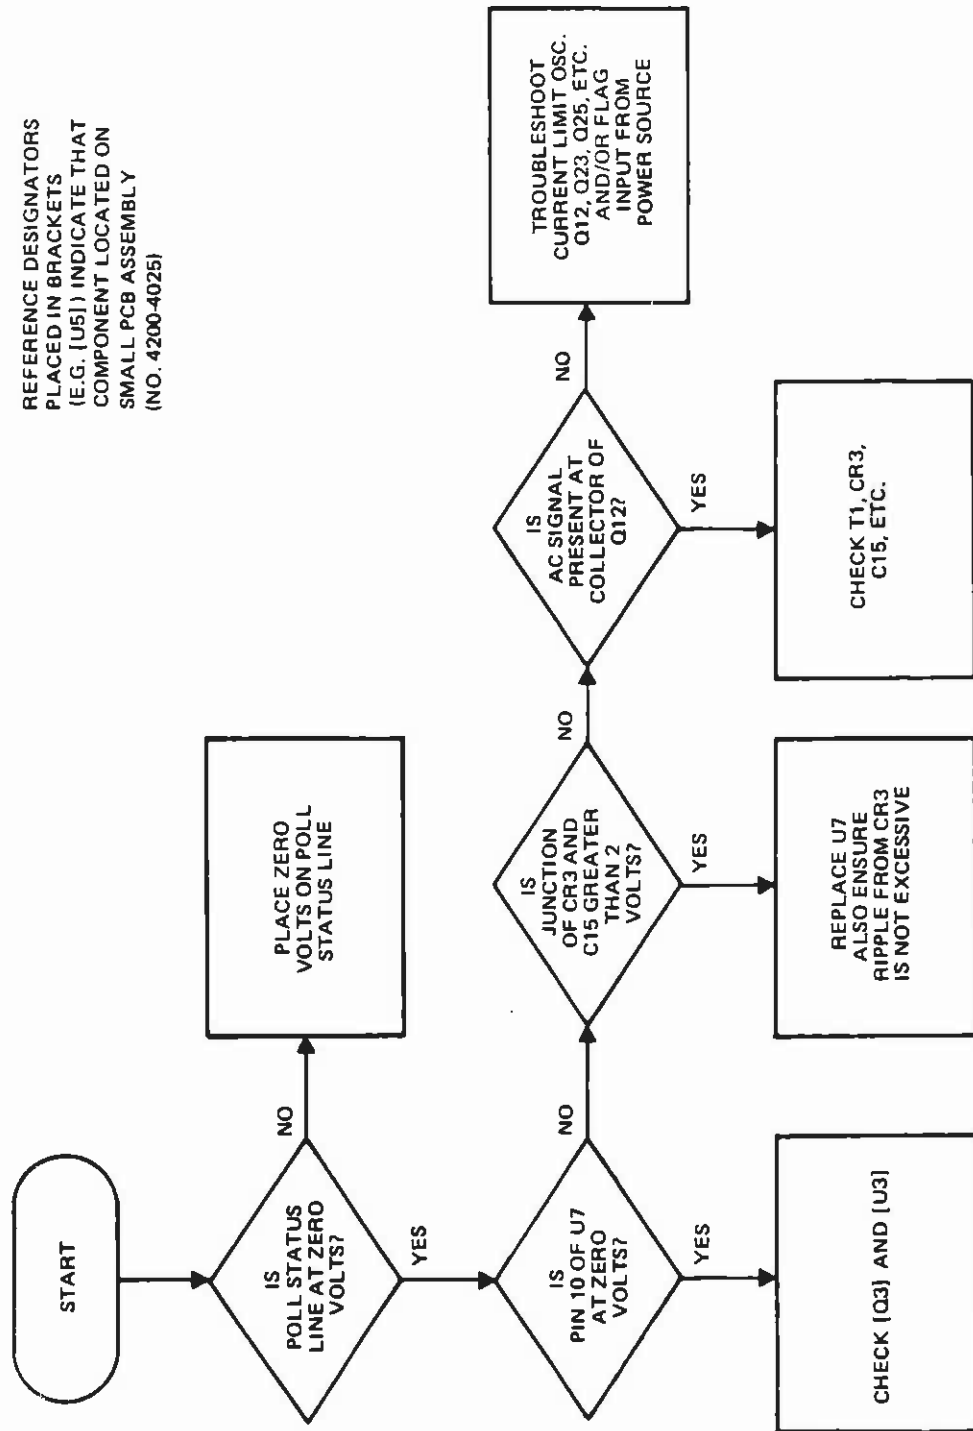 REFERENCE DESIGNATORS
PLACED IN BRACKETS
(E.G. [U5]) INDICATE THAT
COMPONENT LOCATED ON
SMALL PCB ASSEMBLY
(NO. 4200-4025)
START
IS
POLL STATUS
LINE AT ZERO
VOLTS?
NO
PLACE ZERO
VOLTS ON POLL
STATUS LINE
YES
IS
PIN 10 OF U7
AT ZERO
VOLTS?
NO
IS
JUNCTION
OF CR3 AND
C15 GREATER
THAN 2
VOLTS?
NO
IS
AC SIGNAL
PRESENT AT
COLLECTOR OF
Q12?
NO
TROUBLESHOOT
CURRENT LIMIT OSC.
Q12, Q23, Q25, ETC.
AND/OR FLAG
INPUT FROM
POWER SOURCE
YES
CHECK [Q3] AND [U3]
YES
REPLACE U7
ALSO ENSURE
RIPPLE FROM CR3
IS NOT EXCESSIVE
YES
CHECK T1, CR3,
C15, ETC.